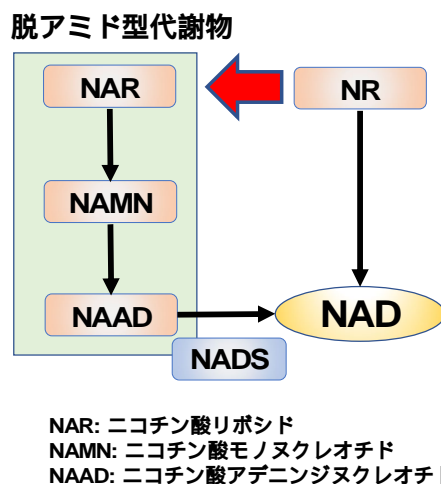 脱アミド型代謝物
NAR
NR
NAMN
NAAD
NAD
NADS
NAR: ニコチン酸リボシド
NAMN: ニコチン酸モノヌクレオチド
NAAD: ニコチン酸アデニンジヌクレオチ